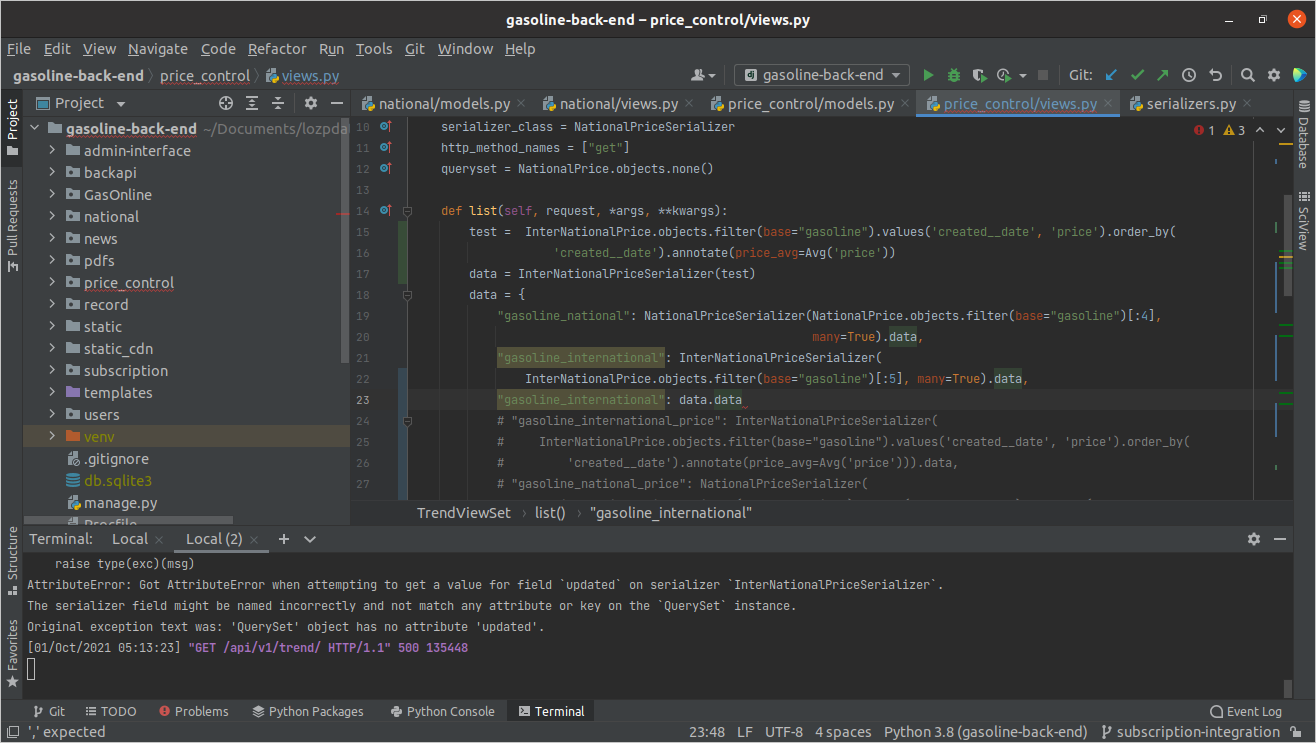 gasoline-back-end – price_control/views.py
File Edit View Navigate Code Refactor Run Tools Git Window Help
gasoline-back-end price_control views.py
gasoline-back-end Git:
Project
national/models.py national/views.py price_control/models.py price_control/views.py serializers.py
Project
Pull Requests
Structure
Favorites
Database
SciView
gasoline-back-end ~/Documents/lozpda
admin-interface
backapi
GasOnline
national
news
pdfs
price_control
record
static
static_cdn
subscription
templates
users
venv
.gitignore
db.sqlite3
manage.py
Procfile
1 3
10 serializer_class = NationalPriceSerializer
11 http_method_names = ["get"]
12 queryset = NationalPrice.objects.none()
13
14 def list(self, request, *args, **kwargs):
15 test =  InterNationalPrice.objects.filter(base="gasoline").values('created__date', 'price').order_by(
16 'created__date').annotate(price_avg=Avg('price'))
17 data = InterNationalPriceSerializer(test)
18 data = {
19 "gasoline_national": NationalPriceSerializer(NationalPrice.objects.filter(base="gasoline")[:4],
20 many=True).data,
21 "gasoline_international": InterNationalPriceSerializer(
22 InterNationalPrice.objects.filter(base="gasoline")[:5], many=True).data,
23 "gasoline_international": data.data
24 # "gasoline_international_price": InterNationalPriceSerializer(
25 #    InterNationalPrice.objects.filter(base="gasoline").values('created__date', 'price').order_by(
26 #        'created__date').annotate(price_avg=Avg('price'))).data,
27 # "gasoline_national_price": NationalPriceSerializer(
TrendViewSet list() "gasoline_international"
Terminal: Local Local (2)
raise type(exc)(msg)
AttributeError: Got AttributeError when attempting to get a value for field `updated` on serializer `InterNationalPriceSerializer`.
The serializer field might be named incorrectly and not match any attribute or key on the `QuerySet` instance.
Original exception text was: 'QuerySet' object has no attribute 'updated'.
[01/Oct/2021 05:13:23] "GET /api/v1/trend/ HTTP/1.1" 500 135448
Git TODO Problems Python Packages Python Console Terminal Event Log
',' expected 23:48 LF UTF-8 4 spaces Python 3.8 (gasoline-back-end) subscription-integration